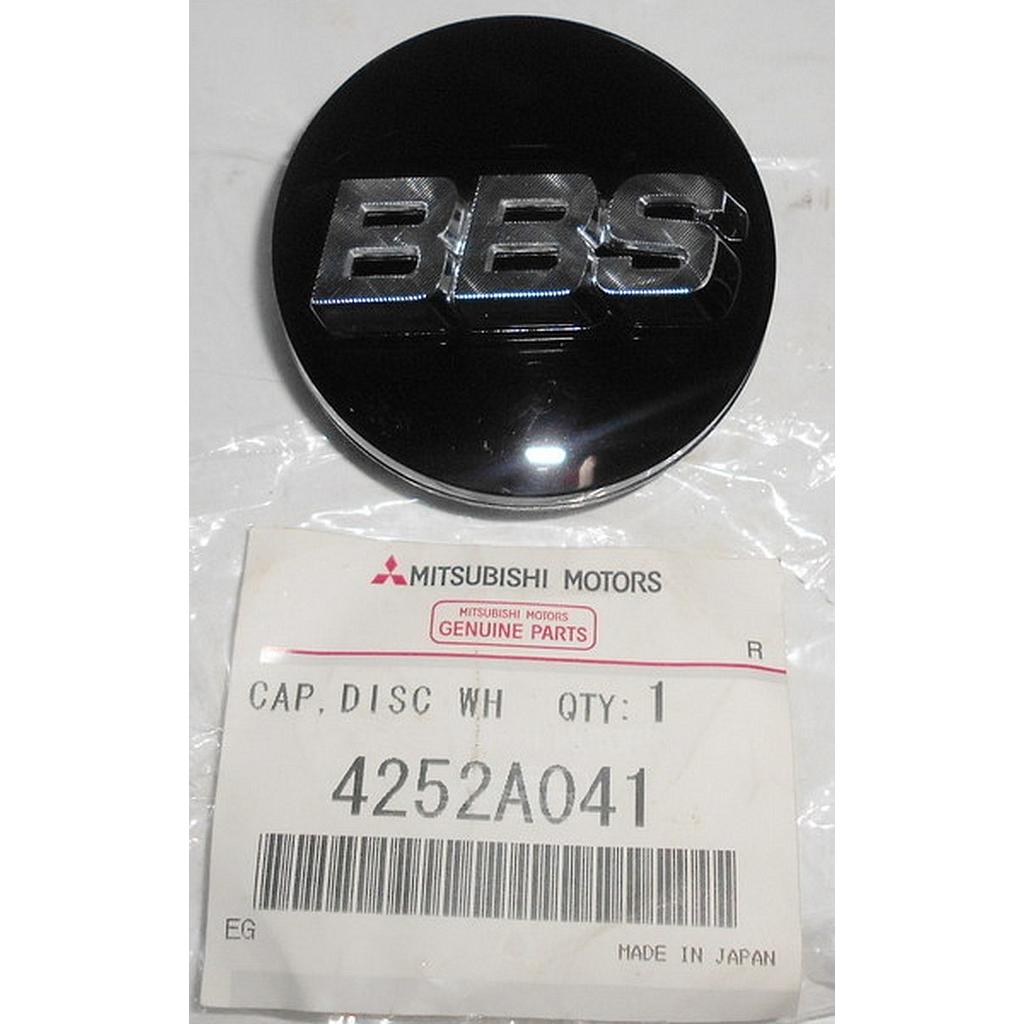 BBS
MITSUBISHI MOTORS
MITSUBISHI MOTORS
GENUINE PARTS
R
CAP, DISC WH QTY: 1
4252A041
EG
MADE IN JAPAN